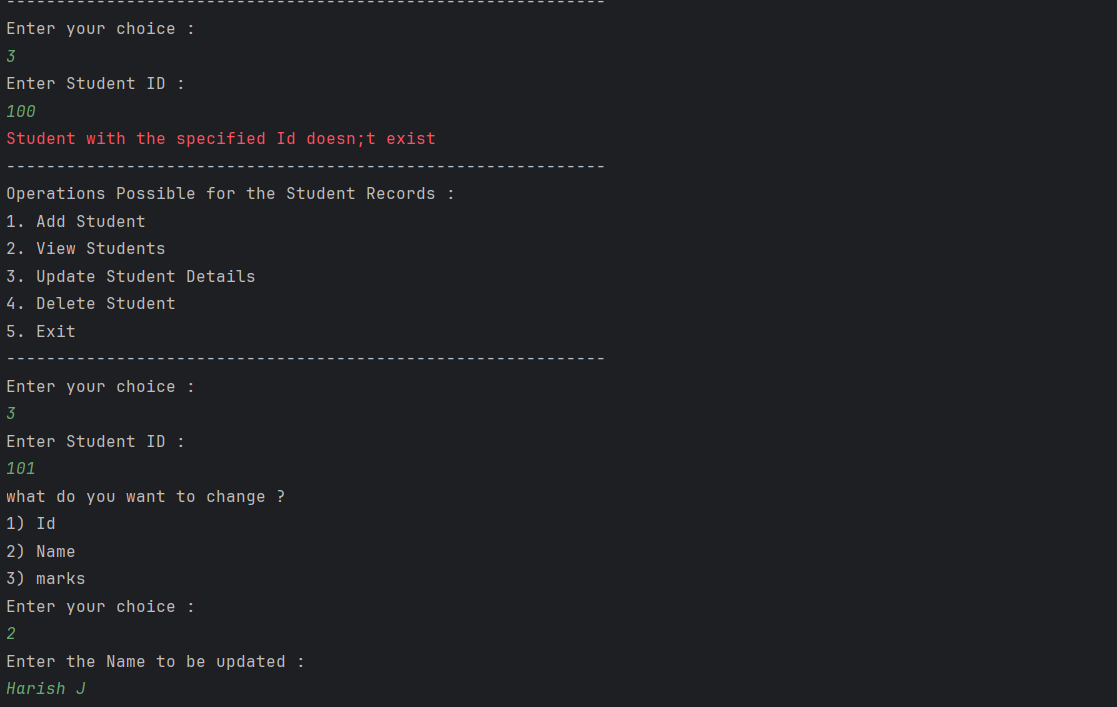 ------------------------------------------------------------
Enter your choice :
3
Enter Student ID :
100
Student with the specified Id doesn;t exist
------------------------------------------------------------
Operations Possible for the Student Records :
1. Add Student
2. View Students
3. Update Student Details
4. Delete Student
5. Exit
------------------------------------------------------------
Enter your choice :
3
Enter Student ID :
101
what do you want to change ?
1) Id
2) Name
3) marks
Enter your choice :
2
Enter the Name to be updated :
Harish J